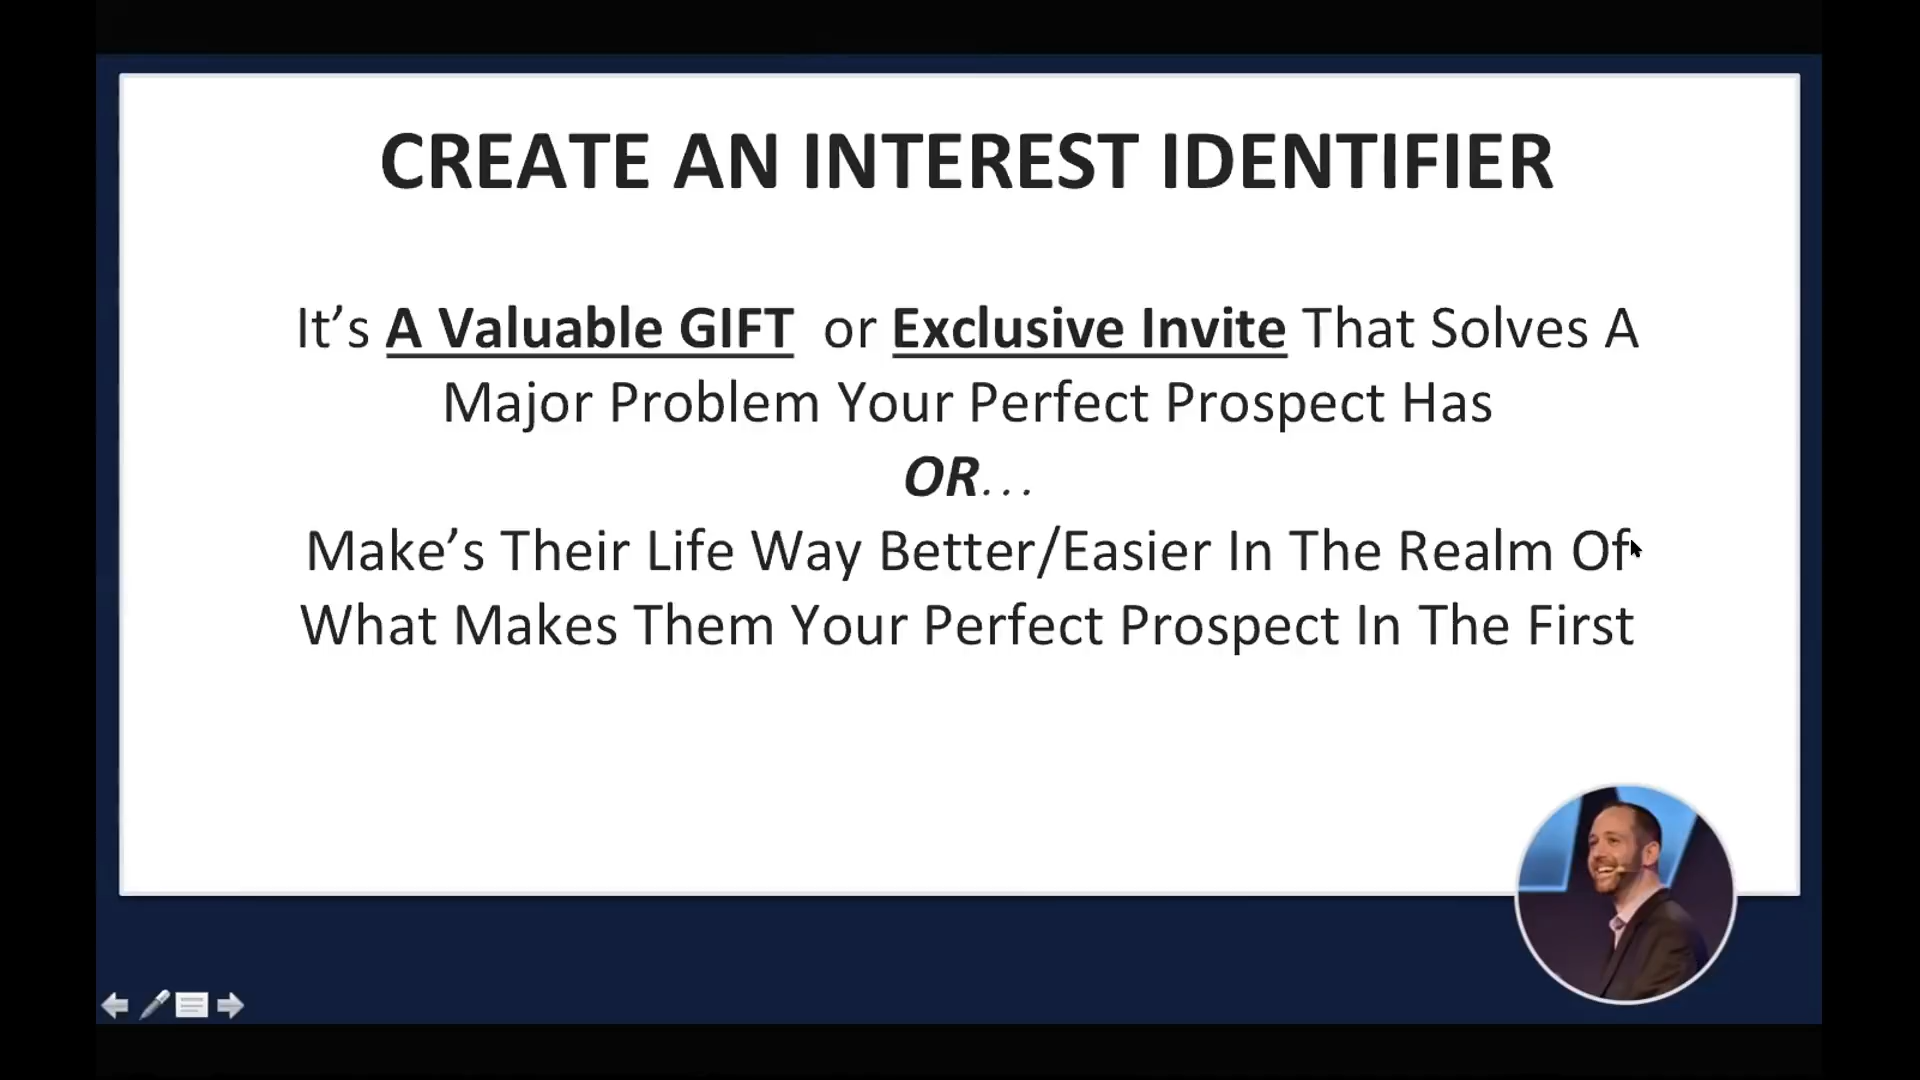 CREATE AN INTEREST IDENTIFIER
It’s A Valuable GIFT or Exclusive Invite That Solves A
Major Problem Your Perfect Prospect Has
OR...
Make’s Their Life Way Better/Easier In The Realm Of
What Makes Them Your Perfect Prospect In The First